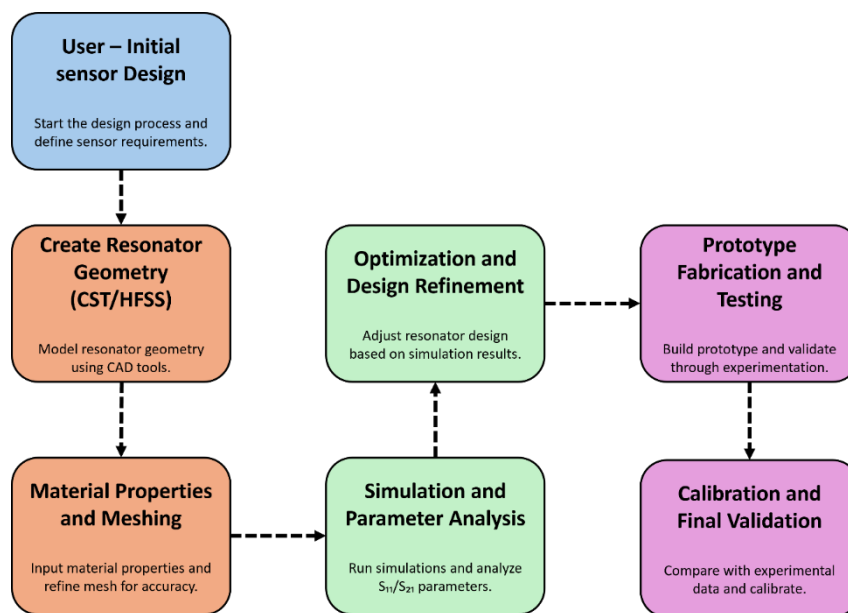 User – Initial
sensor Design
Start the design process and
define sensor requirements.
Create Resonator
Geometry
(CST/HFSS)
Model resonator geometry
using CAD tools.
Material Properties
and Meshing
Input material properties and
refine mesh for accuracy.
Simulation and
Parameter Analysis
Run simulations and analyze
S₁₁/S₂₁ parameters.
Optimization and
Design Refinement
Adjust resonator design
based on simulation results.
Prototype
Fabrication and
Testing
Build prototype and validate
through experimentation.
Calibration and
Final Validation
Compare with experimental
data and calibrate.